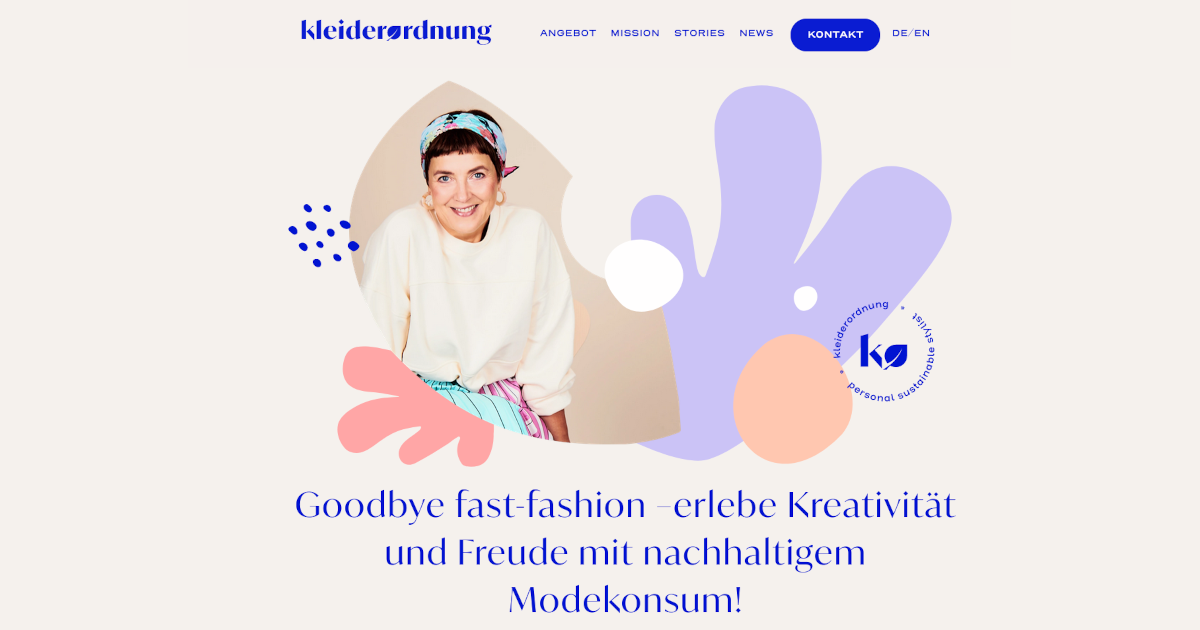 kleiderordnung
ANGEBOT MISSION STORIES NEWS KONTAKT DE/EN
kleiderordnung • stylist personal sustainable •
kø
Goodbye fast-fashion –erlebe Kreativität
und Freude mit nachhaltigem
Modekonsum!